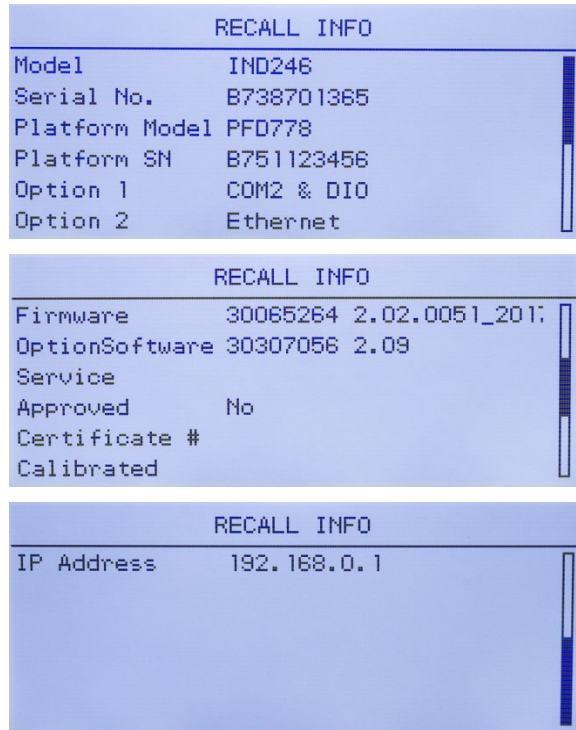 RECALL INFO
Model IND246
Serial No. B738701365
Platform Model PFD778
Platform SN B751123456
Option 1 COM2 & DIO
Option 2 Ethernet
RECALL INFO
Firmware 30065264 2.02.0051_201
OptionSoftware 30307056 2.09
Service
Approved No
Certificate #
Calibrated
RECALL INFO
IP Address 192.168.0.1